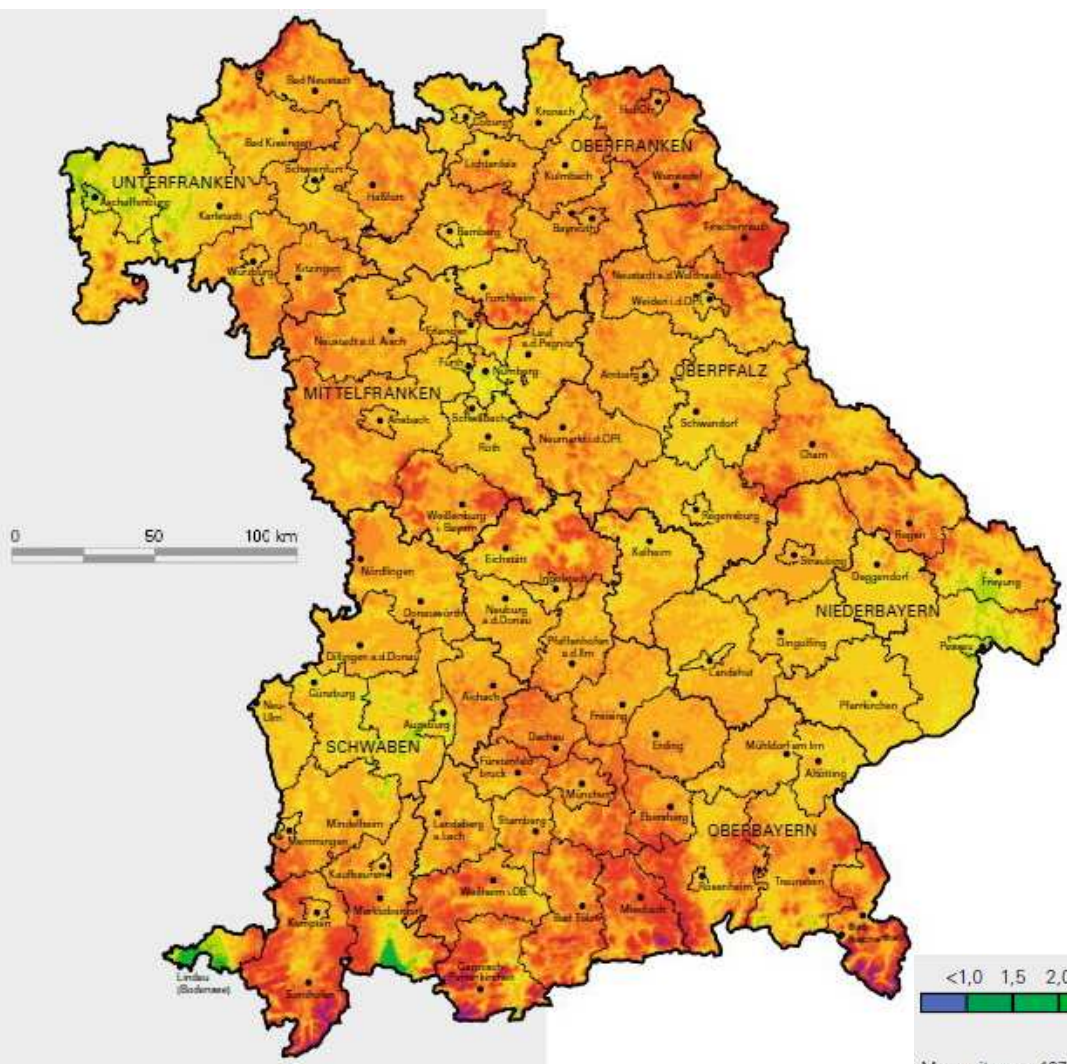 Bad Neustadt
Coburg
Kronach
Hof
Bad Kissingen
OBERFRANKEN
Lichtenfels
UNTERFRANKEN
Schweinfurt
Kulmbach
Wunsiedel
Aschaffenburg
Haßfurt
Karlstadt
Bamberg
Bayreuth
Tirschenreuth
Würzburg
Kitzingen
Neustadt a.d. Waldnaab
Forchheim
Weiden i.d.OPf.
Neustadt a.d. Aisch
Erlangen
Lauf
a.d.Pegnitz
Fürth
Nürnberg
Amberg
OBERPFALZ
MITTELFRANKEN
Ansbach
Schwabach
Schwandorf
Roth
Neumarkt i.d.OPf.
Cham
Weißenburg
i. Bayern
Regensburg
Regen
0 50 100 km
Eichstätt
Kelheim
Straubing
Deggendorf
Freyung
Nördlingen
Ingolstadt
Donauwörth
Neuburg
a.d.Donau
NIEDERBAYERN
Pfaffenhofen
a.d.Ilm
Dingolfing
Passau
Dillingen a.d.Donau
Landshut
Günzburg
Aichach
Pfarrkirchen
Neu-
Ulm
Augsburg
Freising
SCHWABEN
Dachau
Erding
Mühldorf am Inn
Fürstenfeld
bruck
Altötting
München
Mindelheim
Landsberg
a.Lech
Starnberg
Ebersberg
OBERBAYERN
Memmingen
Kaufbeuren
Weilheim i.OB.
Rosenheim
Traunstein
Kempten
Marktoberdorf
Bad Tölz
Miesbach
Lindau
(Bodensee)
Sonthofen
Garmisch-
Partenkirchen
<1,0 1,5 2,0